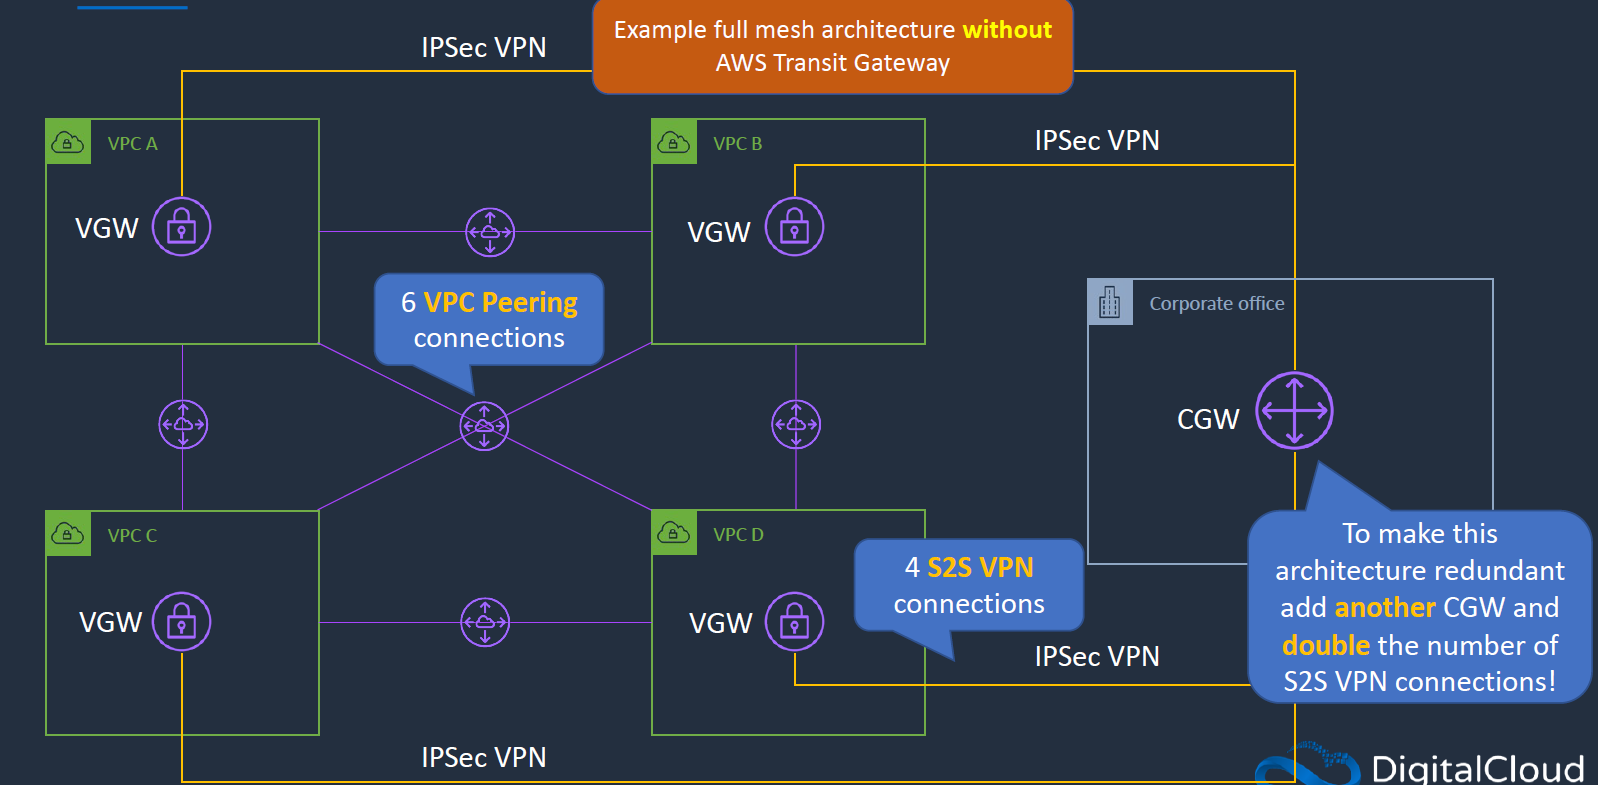 Example full mesh architecture without
AWS Transit Gateway
IPSec VPN
IPSec VPN
VPC A
VPC B
VGW
VGW
6 VPC Peering
connections
Corporate office
CGW
VPC C
VPC D
VGW
VGW
4 S2S VPN
connections
To make this
architecture redundant
add another CGW and
double the number of
S2S VPN connections!
IPSec VPN
IPSec VPN
DigitalCloud